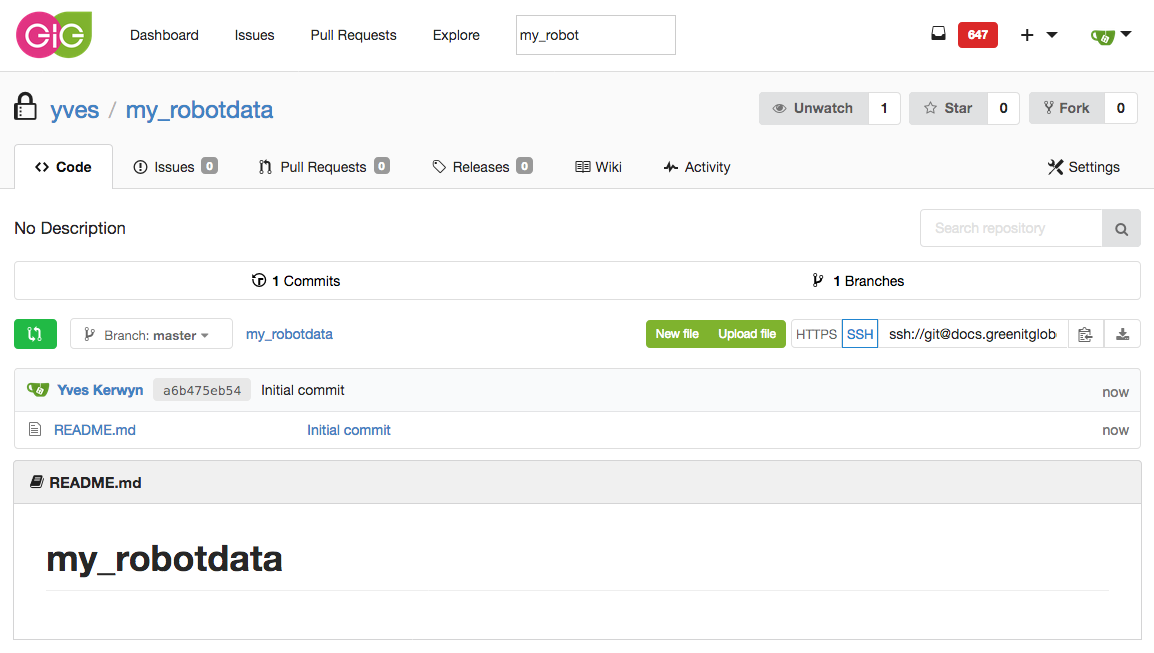 GIG Dashboard Issues Pull Requests Explore my_robot 647
yves / my_robotdata Unwatch 1 Star 0 Fork 0
Code Issues 0 Pull Requests 0 Releases 0 Wiki Activity Settings
No Description Search repository
1 Commits 1 Branches
Branch: master my_robotdata New file Upload file HTTPS SSH ssh://git@docs.greenitglob
Yves Kerwyn a6b475eb54 Initial commit now
README.md Initial commit now
README.md
my_robotdata